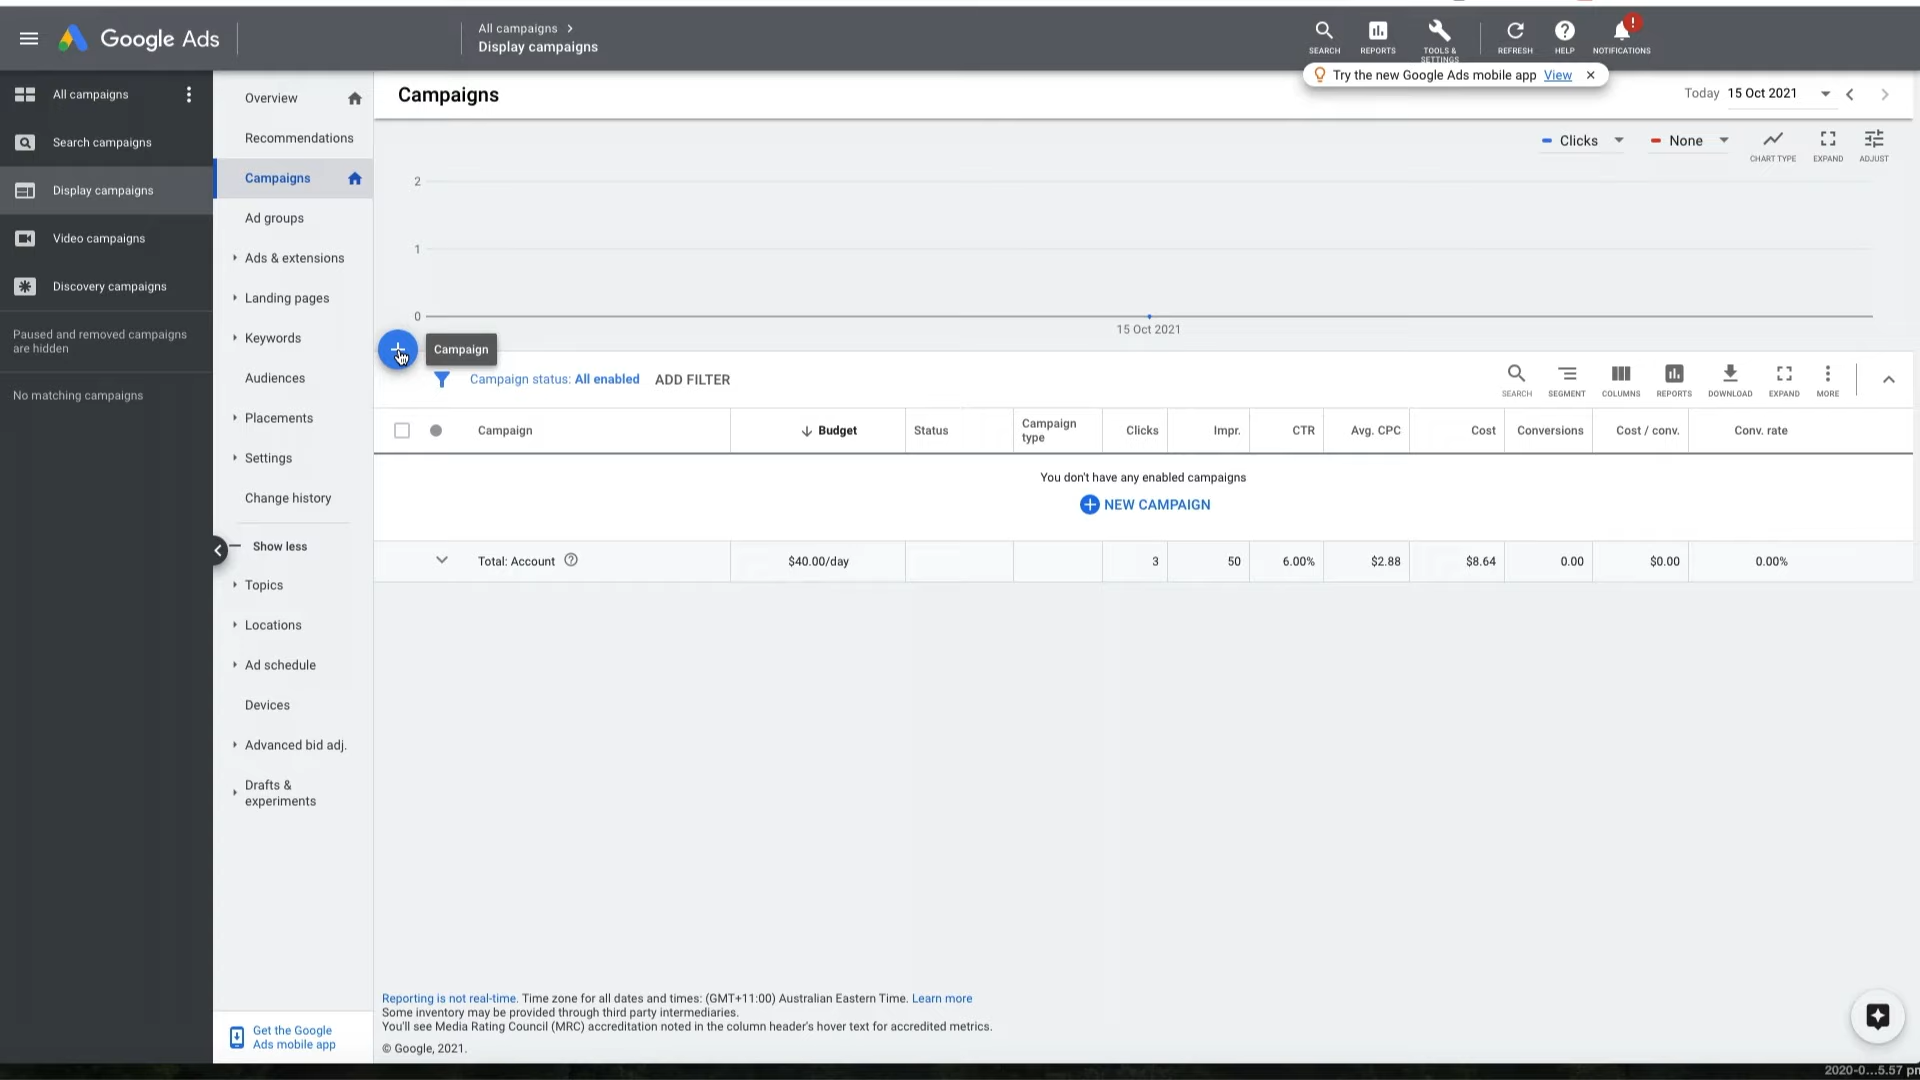 Google Ads
All campaigns
Display campaigns
SEARCH
REPORTS
TOOLS &
SETTINGS
REFRESH
HELP
!
NOTIFICATIONS
Try the new Google Ads mobile app View
All campaigns
Search campaigns
Display campaigns
Video campaigns
Discovery campaigns
Paused and removed campaigns
are hidden
No matching campaigns
Overview
Recommendations
Campaigns
Ad groups
Ads & extensions
Landing pages
Keywords
Audiences
Placements
Settings
Change history
Show less
Topics
Locations
Ad schedule
Devices
Advanced bid adj.
Drafts &
experiments
Get the Google
Ads mobile app
Campaigns
Today 15 Oct 2021
Clicks
None
CHART TYPE
EXPAND
ADJUST
2
1
0
15 Oct 2021
Campaign
Campaign status: All enabled ADD FILTER
SEARCH
SEGMENT
COLUMNS
REPORTS
DOWNLOAD
EXPAND
MORE
Campaign
Budget
Status
Campaign
type
Clicks
Impr.
CTR
Avg. CPC
Cost
Conversions
Cost / conv.
Conv. rate
You don't have any enabled campaigns
NEW CAMPAIGN
Total: Account
$40.00/day
3
50
6.00%
$2.88
$8.64
0.00
$0.00
0.00%
Reporting is not real-time. Time zone for all dates and times: (GMT+11:00) Australian Eastern Time. Learn more
Some inventory may be provided through third party intermediaries.
You'll see Media Rating Council (MRC) accreditation noted in the column header's hover text for accredited metrics.
© Google, 2021.
2020-0...5.57 pm